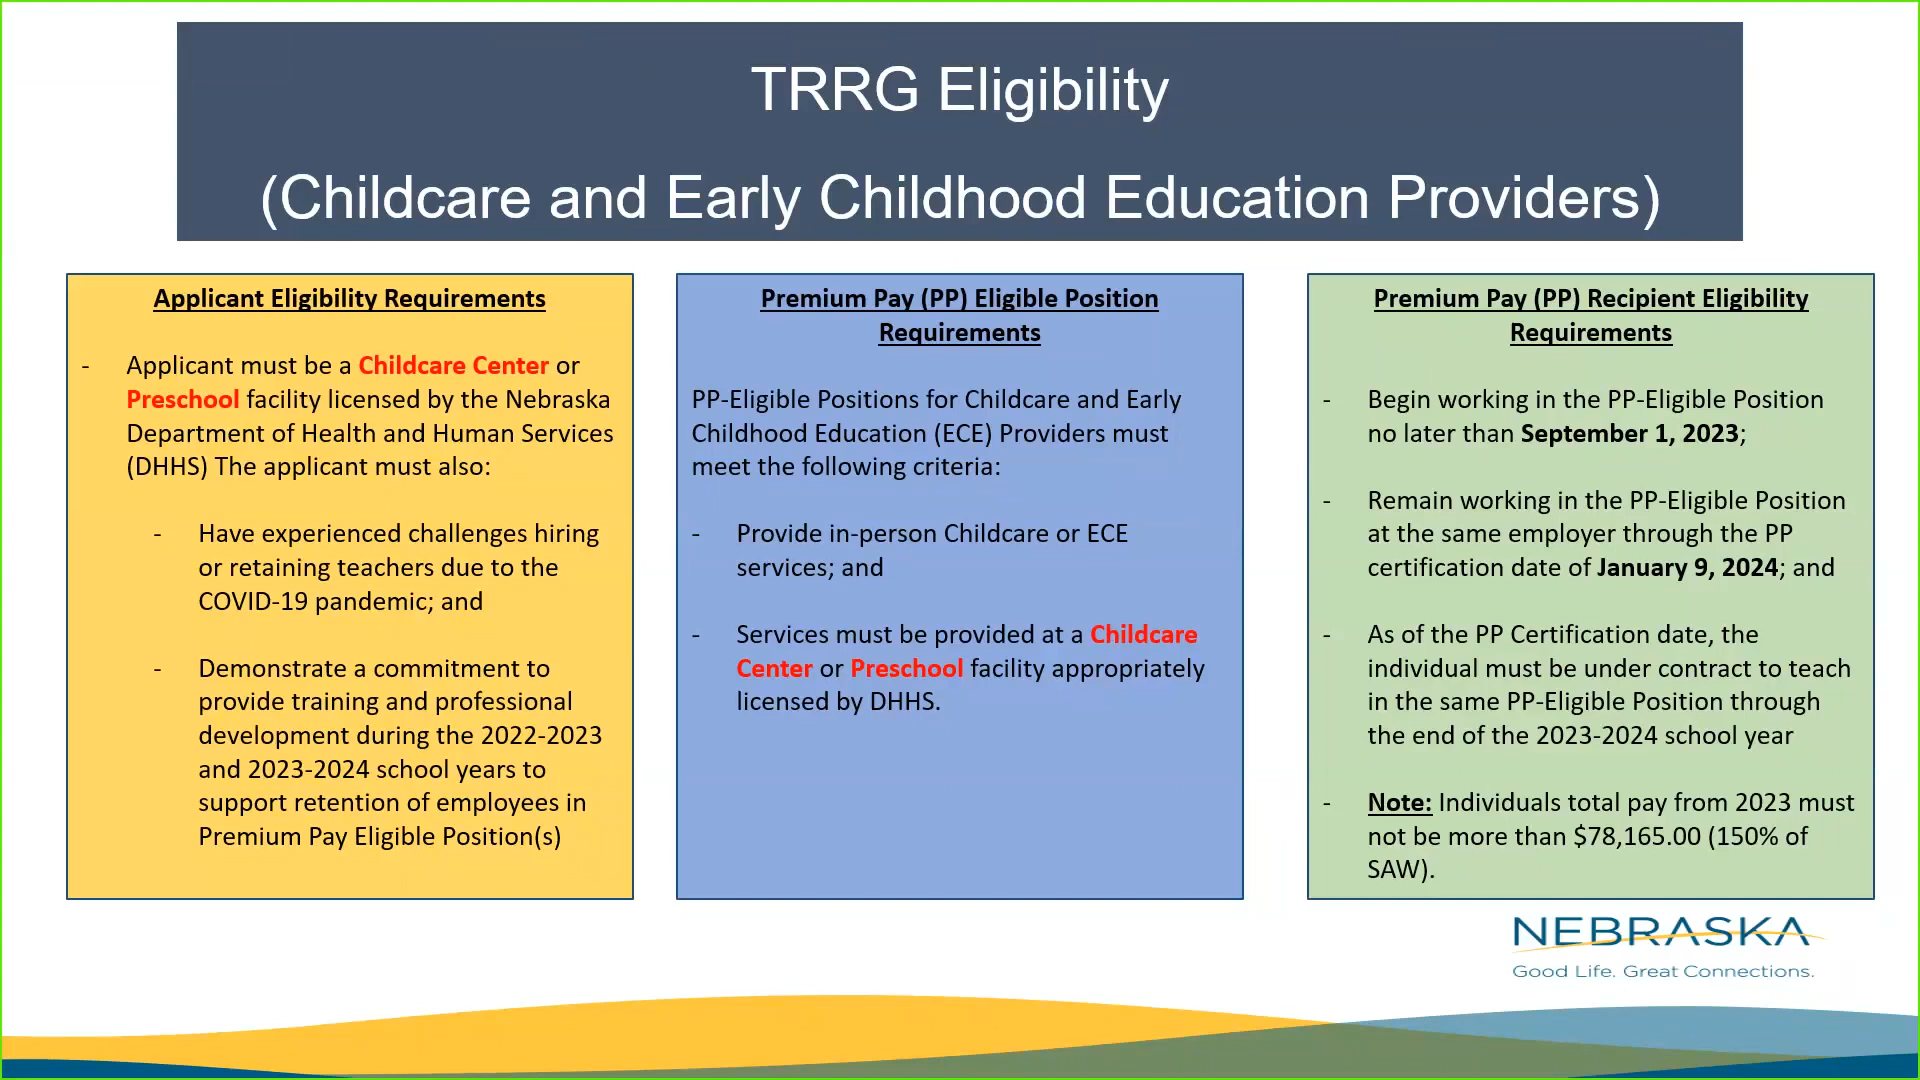 TRRG Eligibility
(Childcare and Early Childhood Education Providers)
Applicant Eligibility Requirements
- Applicant must be a Childcare Center or
Preschool facility licensed by the Nebraska
Department of Health and Human Services
(DHHS) The applicant must also:
- Have experienced challenges hiring
or retaining teachers due to the
COVID-19 pandemic; and
- Demonstrate a commitment to
provide training and professional
development during the 2022-2023
and 2023-2024 school years to
support retention of employees in
Premium Pay Eligible Position(s)
Premium Pay (PP) Eligible Position
Requirements
PP-Eligible Positions for Childcare and Early
Childhood Education (ECE) Providers must
meet the following criteria:
- Provide in-person Childcare or ECE
services; and
- Services must be provided at a Childcare
Center or Preschool facility appropriately
licensed by DHHS.
Premium Pay (PP) Recipient Eligibility
Requirements
- Begin working in the PP-Eligible Position
no later than September 1, 2023;
- Remain working in the PP-Eligible Position
at the same employer through the PP
certification date of January 9, 2024; and
- As of the PP Certification date, the
individual must be under contract to teach
in the same PP-Eligible Position through
the end of the 2023-2024 school year
- Note: Individuals total pay from 2023 must
not be more than $78,165.00 (150% of
SAW).
NEBRASKA
Good Life. Great Connections.